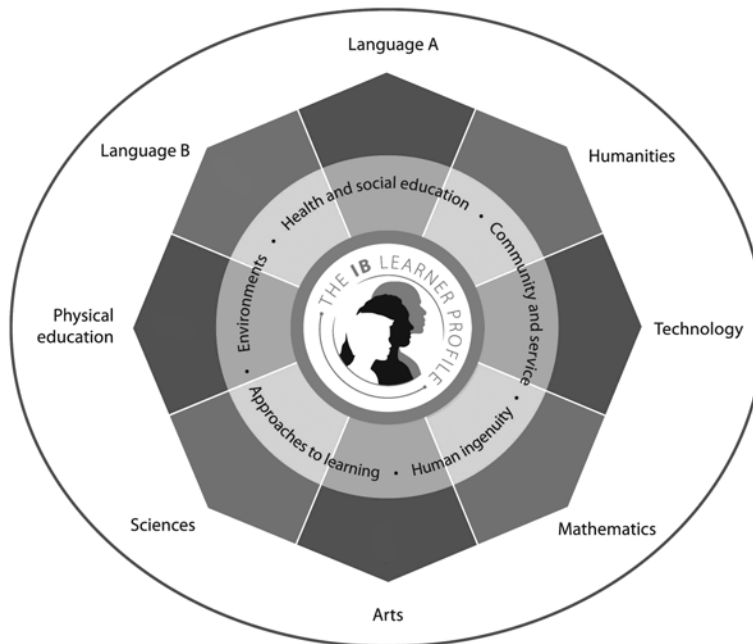 Language A
Language B
Humanities
Health and social education
Community and service
Environments
THE IB LEARNER PROFILE
Physical
education
Technology
Approaches to learning
Human ingenuity
Sciences
Mathematics
Arts